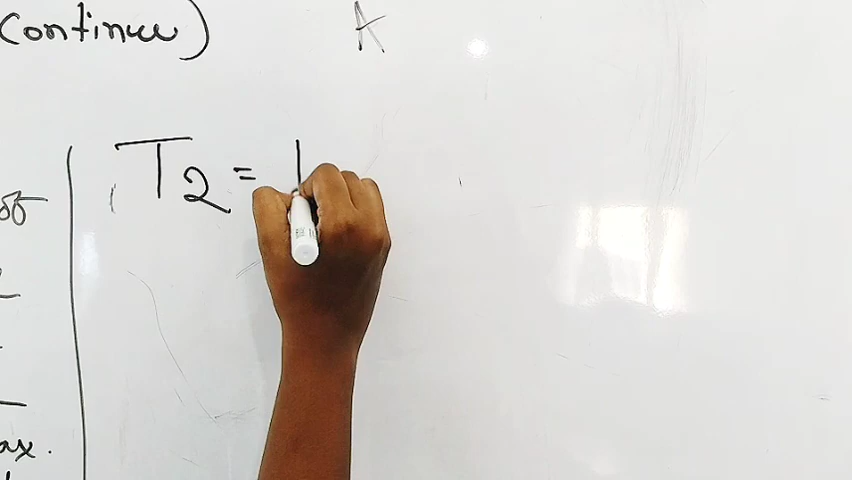 (Continue)
A
T2 =
ax.